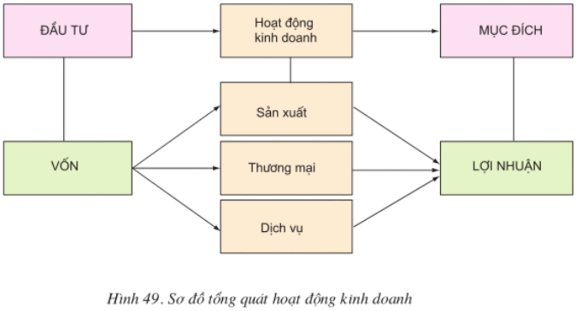 ĐẦU TƯ
Hoạt động
kinh doanh
MỤC ĐÍCH
Sản xuất
VỐN
Thương mại
LỢI NHUẬN
Dịch vụ
Hình 49. Sơ đồ tổng quát hoạt động kinh doanh